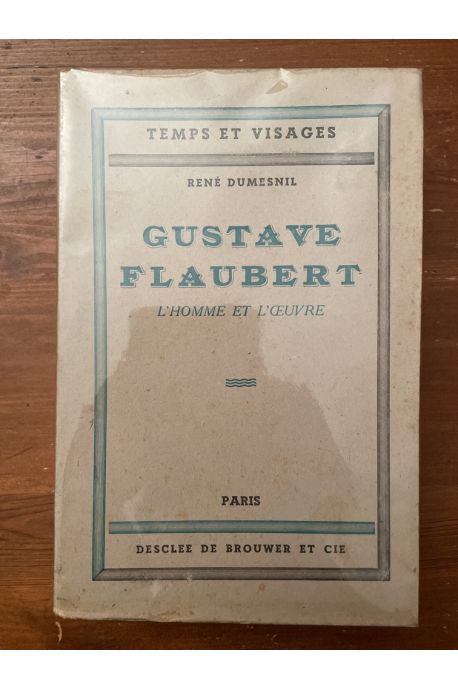 TEMPS ET VISAGES
RENÉ DUMESNIL
GUSTAVE
FLAUBERT
L'HOMME ET L'ŒUVRE
PARIS
DESCLEE DE BROUWER ET CIE